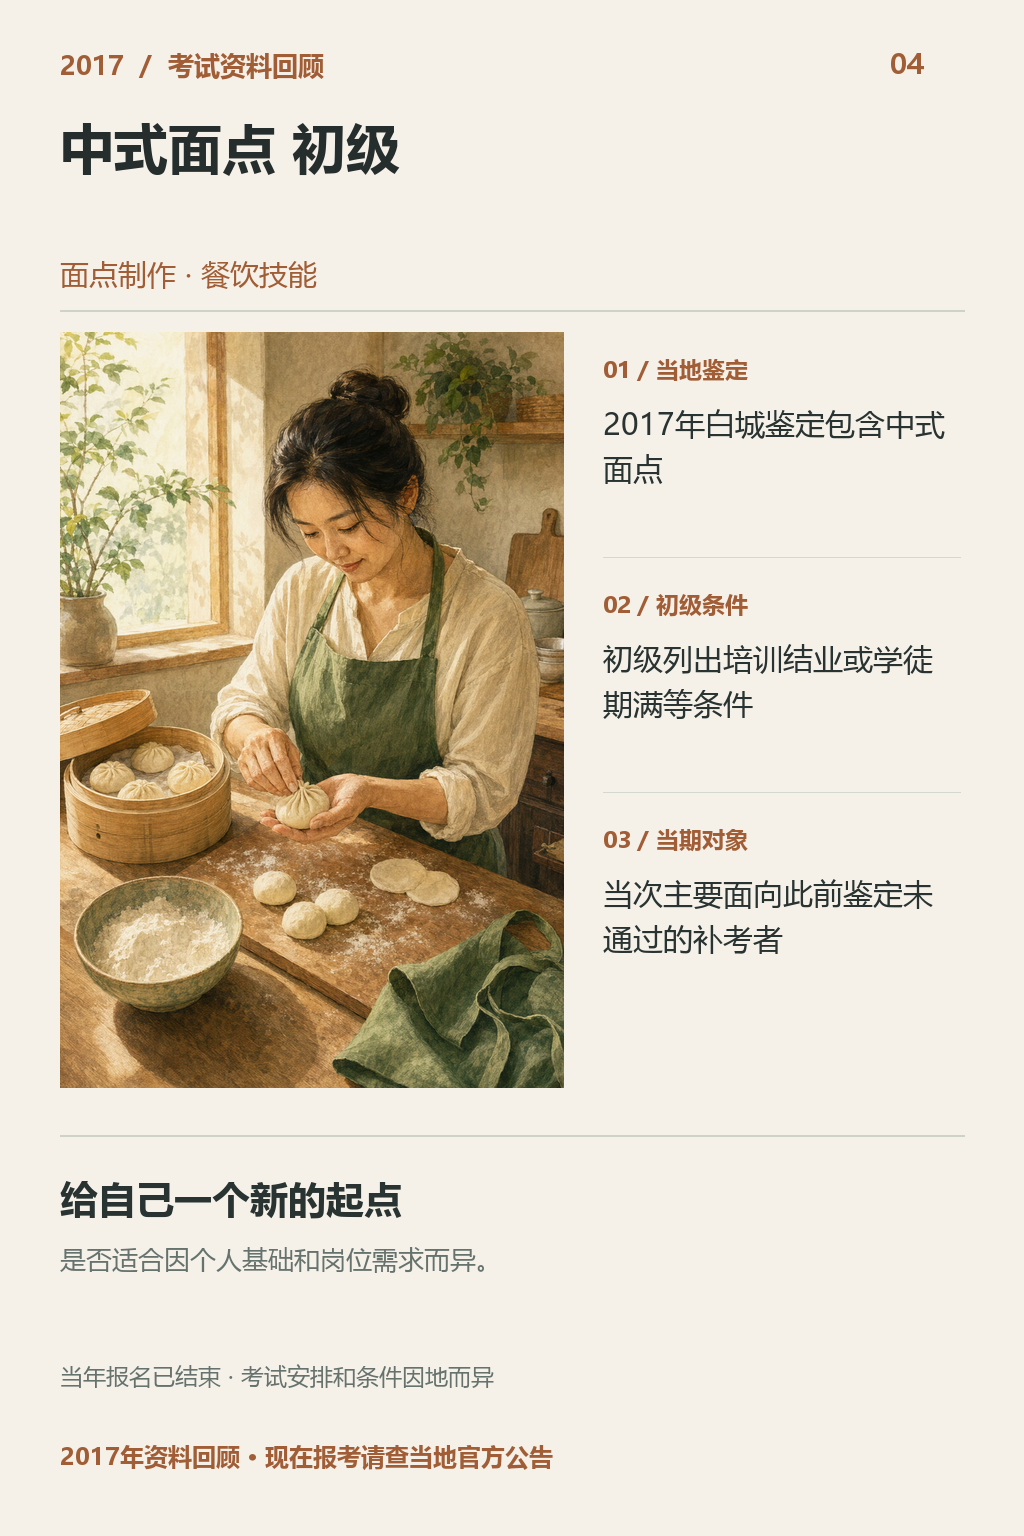 2017 / 考试资料回顾
04
中式面点 初级
面点制作 · 餐饮技能
01 / 当地鉴定
2017年白城鉴定包含中式
面点
02 / 初级条件
初级列出培训结业或学徒
期满等条件
03 / 当期对象
当次主要面向此前鉴定未
通过的补考者
给自己一个新的起点
是否适合因个人基础和岗位需求而异。
当年报名已结束 · 考试安排和条件因地而异
2017年资料回顾 · 现在报考请查当地官方公告